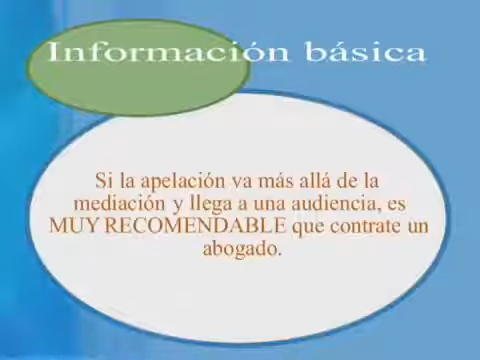 Información básica
Si la apelación va más allá de la
mediación y llega a una audiencia, es
MUY RECOMENDABLE que contrate un
abogado.